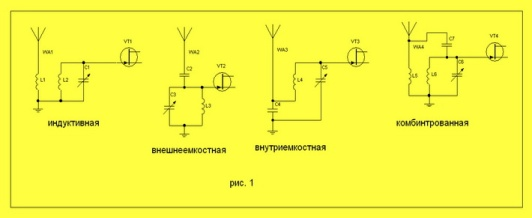 WA1
L1
L2
C1
VT1
индуктивная
WA2
C2
C3
L3
VT2
внешнеемкостная
WA3
C4
L4
C5
VT3
внутриемкостная
WA4
C7
L5
L6
C6
VT4
комбинтрованная
рис. 1